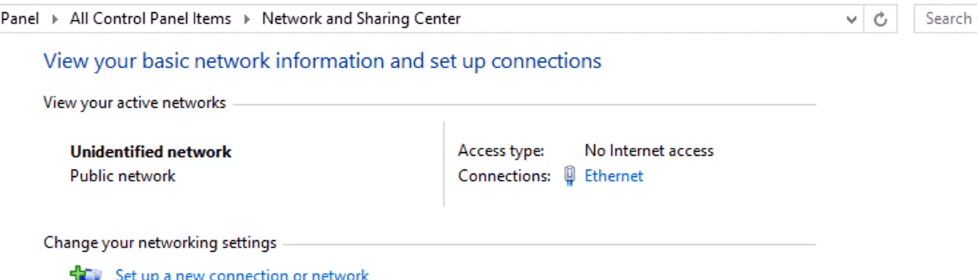 Panel All Control Panel Items Network and Sharing Center Search
View your basic network information and set up connections
View your active networks
Unidentified network Access type: No Internet access
Public network Connections: Ethernet
Change your networking settings
Set up a new connection or network